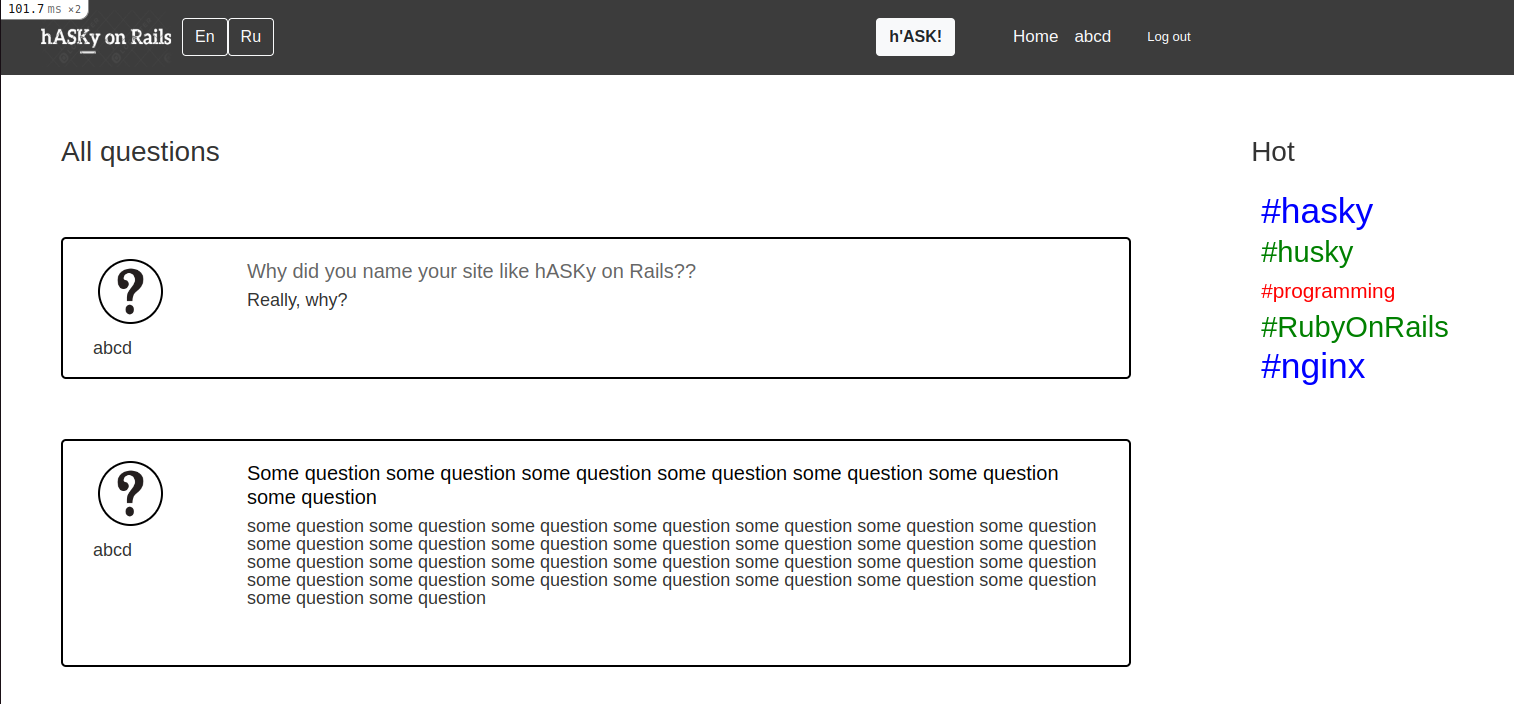 101.7 ms ×2
hASKy on Rails En Ru h'ASK! Home abcd Log out
All questions
Hot
Why did you name your site like hASKy on Rails??
Really, why?
abcd
Some question some question some question some question some question some question
some question
some question some question some question some question some question some question some question
some question some question some question some question some question some question some question
some question some question some question some question some question some question some question
some question some question some question some question some question some question some question
some question some question
abcd
#hasky
#husky
#programming
#RubyOnRails
#nginx